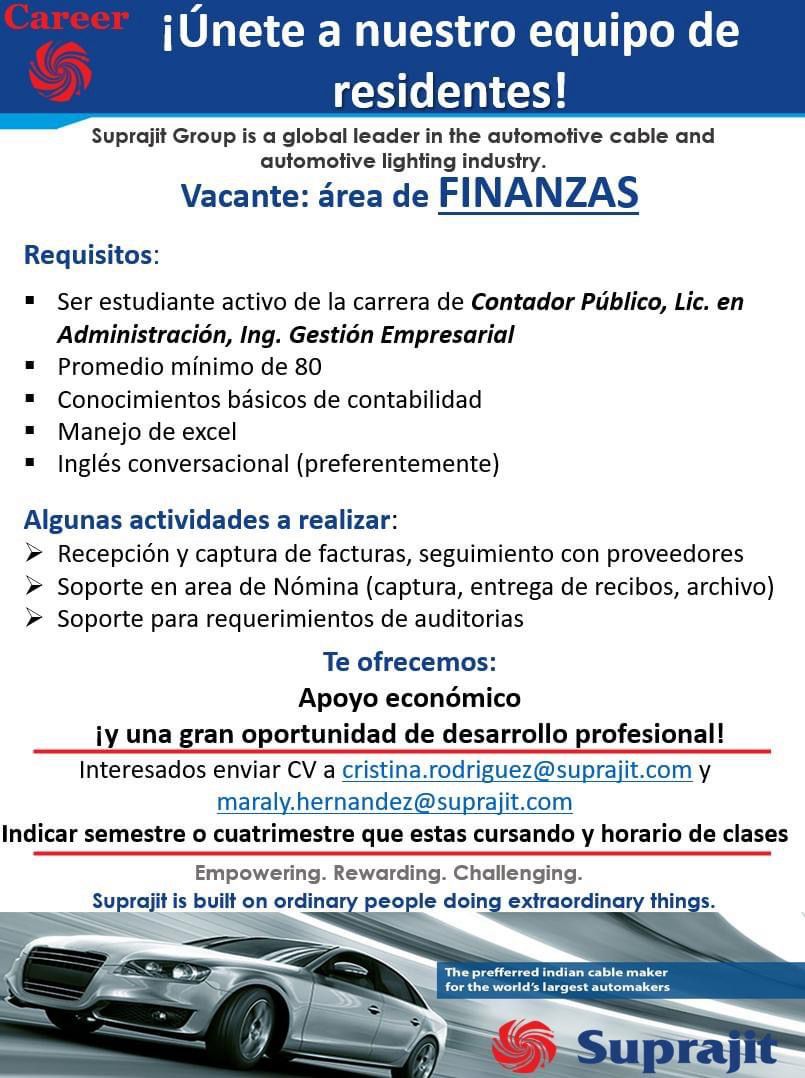 Career
¡Únete a nuestro equipo de
residentes!
Suprajit Group is a global leader in the automotive cable and
automotive lighting industry.
Vacante: área de FINANZAS
Requisitos:
▪ Ser estudiante activo de la carrera de Contador Público, Lic. en
Administración, Ing. Gestión Empresarial
▪ Promedio mínimo de 80
▪ Conocimientos básicos de contabilidad
▪ Manejo de excel
▪ Inglés conversacional (preferentemente)
Algunas actividades a realizar:
➢ Recepción y captura de facturas, seguimiento con proveedores
➢ Soporte en area de Nómina (captura, entrega de recibos, archivo)
➢ Soporte para requerimientos de auditorias
Te ofrecemos:
Apoyo económico
¡y una gran oportunidad de desarrollo profesional!
Interesados enviar CV a cristina.rodriguez@suprajit.com y
maraly.hernandez@suprajit.com
Indicar semestre o cuatrimestre que estas cursando y horario de clases
Empowering. Rewarding. Challenging.
Suprajit is built on ordinary people doing extraordinary things.
The prefferred indian cable maker
for the world's largest automakers
Suprajit